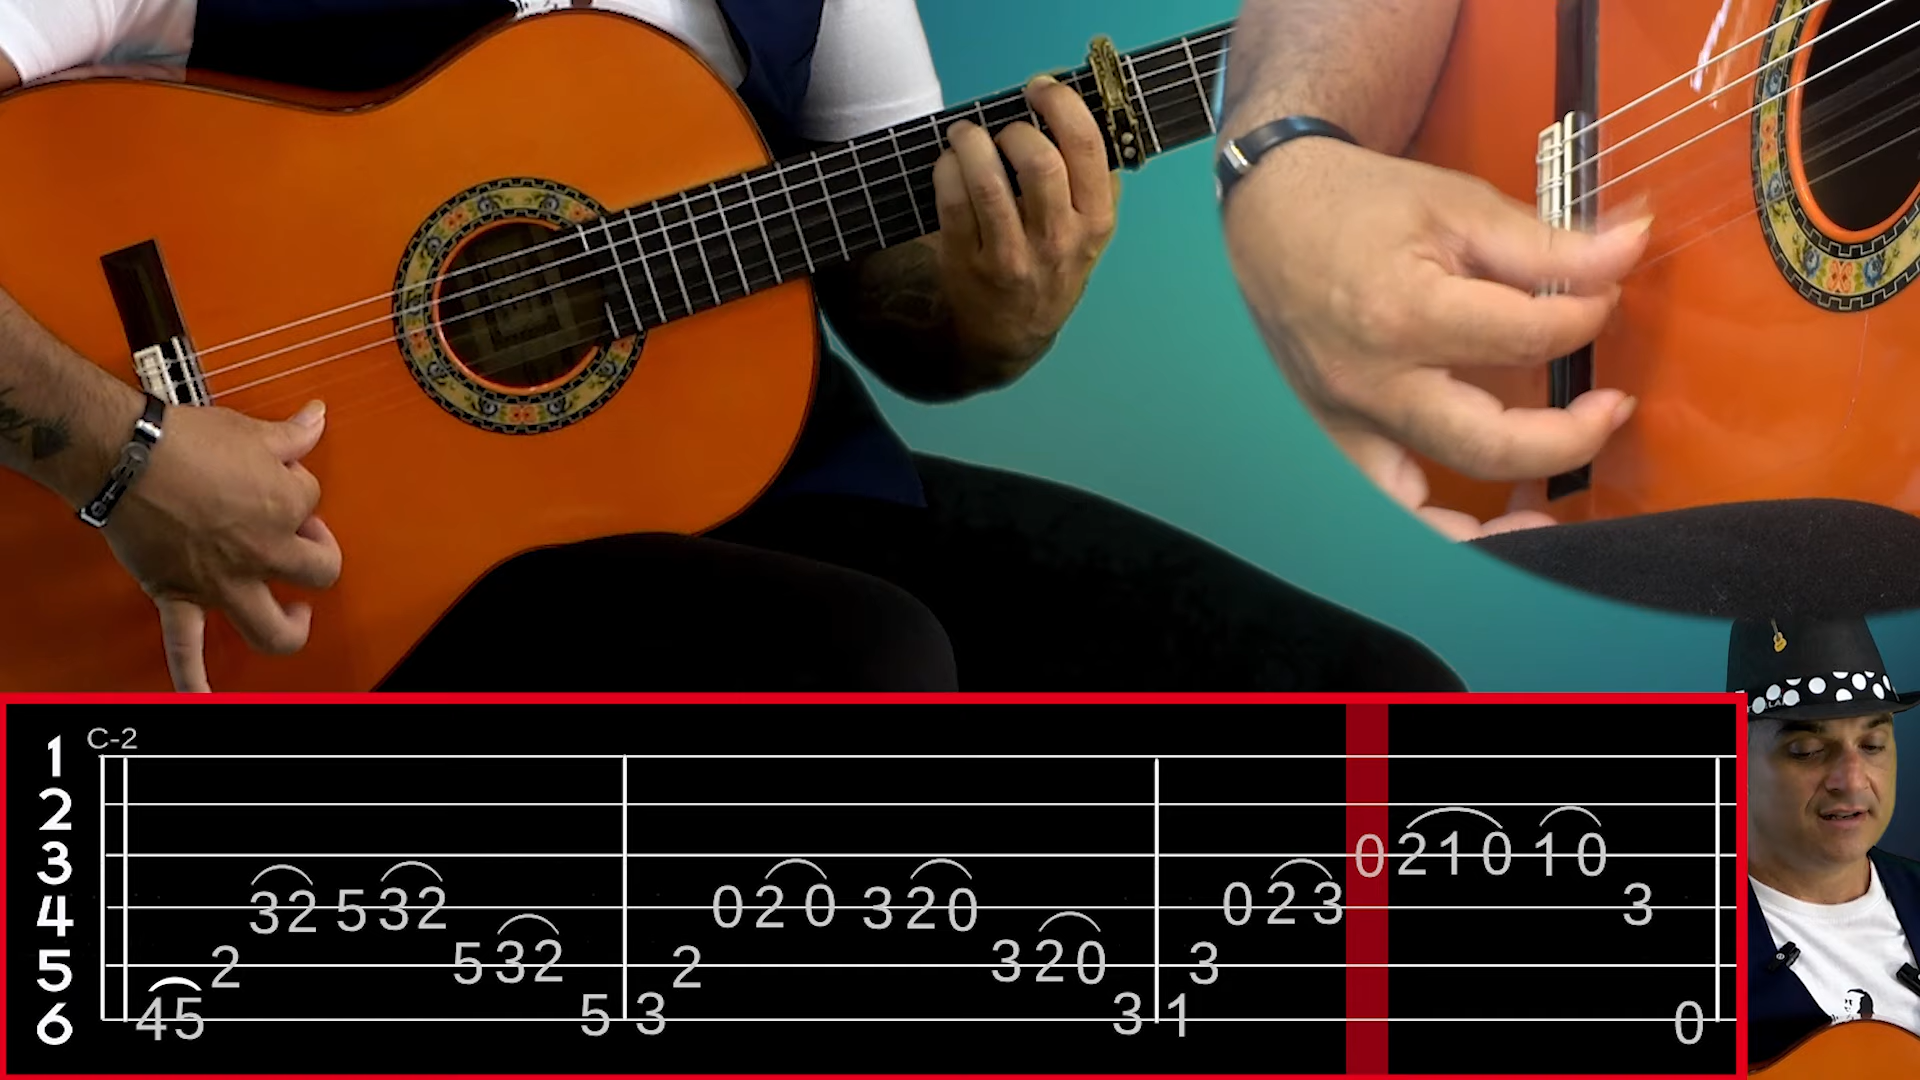 C-2
1
2
3 0 2 1 0 1 0
4 3 2 5 3 2 0 2 0 3 2 0 0 2 3 3
5 2 5 3 2 2 3 2 0 3
6 4 5 5 3 3 1 0